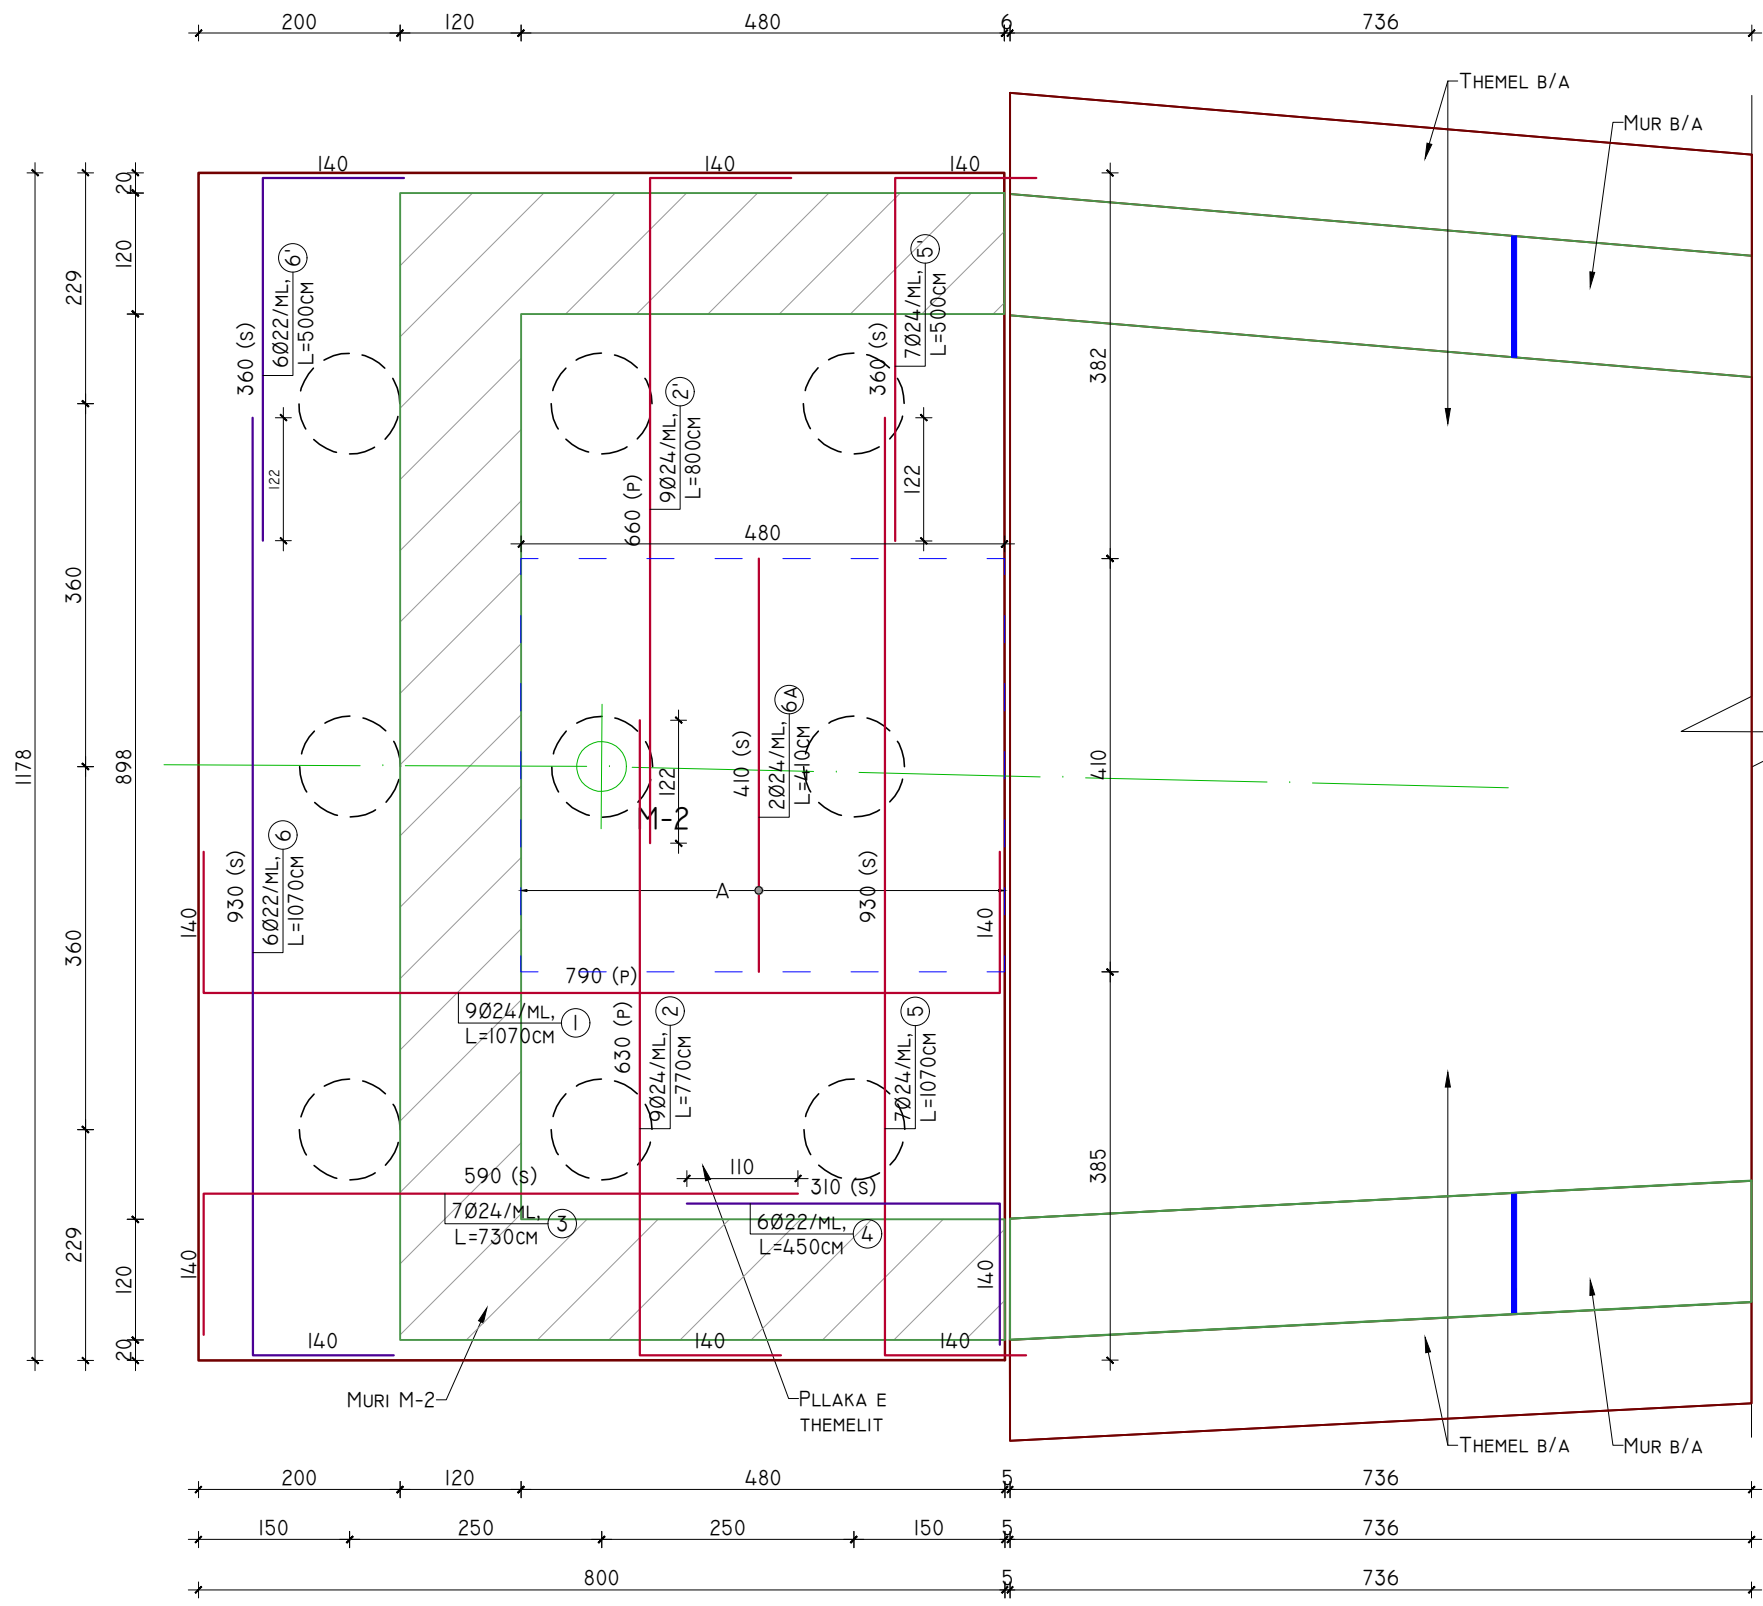 200
120
480
6
736
THEMEL B/A
MUR B/A
140
140
140
20
120
229
360
898
1178
360
229
120
20
360 (S)
6Ø22/ML, 6'
L=500CM
122
660 (P)
9Ø24/ML, 2'
L=800CM
360 (S)
7Ø24/ML, 5'
L=500CM
122
382
480
410 (S)
2Ø24/ML, 6A
L=410CM
122
M-2
410
930 (S)
6Ø22/ML, 6
L=1070CM
930 (S)
A
140
140
790 (P)
9Ø24/ML, 1
L=1070CM
630 (P)
9Ø24/ML, 2
L=770CM
7Ø24/ML, 5
L=1070CM
385
590 (S)
110
310 (S)
7Ø24/ML, 3
L=730CM
6Ø22/ML, 4
L=450CM
140
140
140
140
140
MURI M-2
PLLAKA E
THEMELIT
THEMEL B/A
MUR B/A
200
120
480
5
736
150
250
250
150
5
736
800
5
736